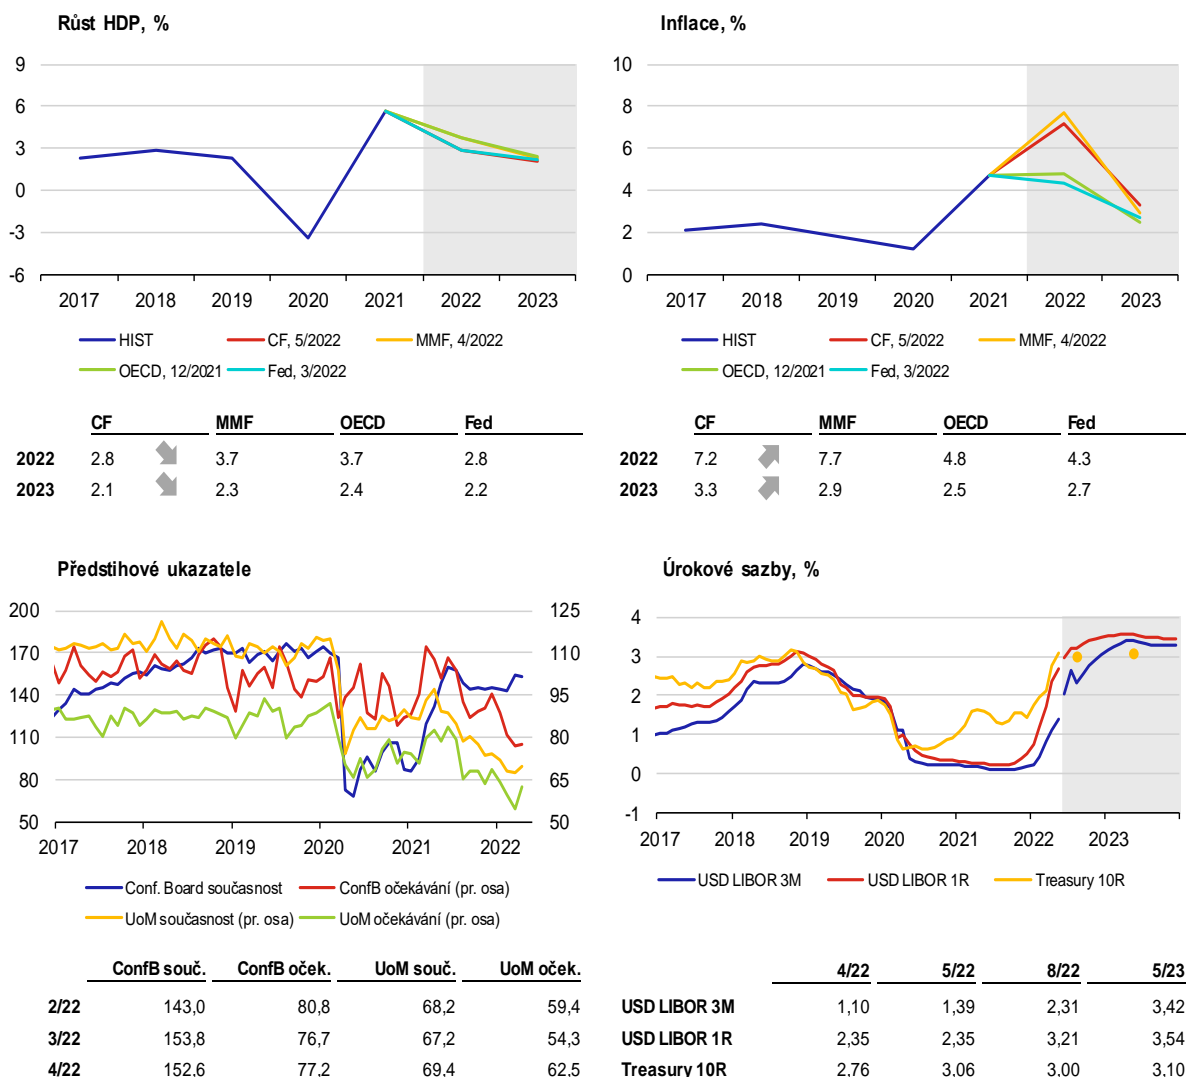 Růst HDP, %
9
6
3
0
-3
-6
2017 2018 2019 2020 2021 2022 2023
HIST CF, 5/2022 MMF, 4/2022
OECD, 12/2021 Fed, 3/2022
CF MMF OECD Fed
2022 2.8 3.7 3.7 2.8
2023 2.1 2.3 2.4 2.2
Inflace, %
10
8
6
4
2
0
2017 2018 2019 2020 2021 2022 2023
HIST CF, 5/2022 MMF, 4/2022
OECD, 12/2021 Fed, 3/2022
CF MMF OECD Fed
2022 7.2 7.7 4.8 4.3
2023 3.3 2.9 2.5 2.7
Předstihové ukazatele
200 125
170 110
140 95
110 80
80 65
50 50
2017 2018 2019 2020 2021 2022
Conf. Board současnost ConfB očekávání (pr. osa)
UoM současnost (pr. osa) UoM očekávání (pr. osa)
ConfB souč. ConfB oček. UoM souč. UoM oček.
2/22 143,0 80,8 68,2 59,4
3/22 153,8 76,7 67,2 54,3
4/22 152,6 77,2 69,4 62,5
Úrokové sazby, %
4
3
2
1
0
-1
2017 2018 2019 2020 2021 2022 2023
USD LIBOR 3M USD LIBOR 1R Treasury 10R
4/22 5/22 8/22 5/23
USD LIBOR 3M 1,10 1,39 2,31 3,42
USD LIBOR 1R 2,35 2,35 3,21 3,54
Treasury 10R 2,76 3,06 3,00 3,10